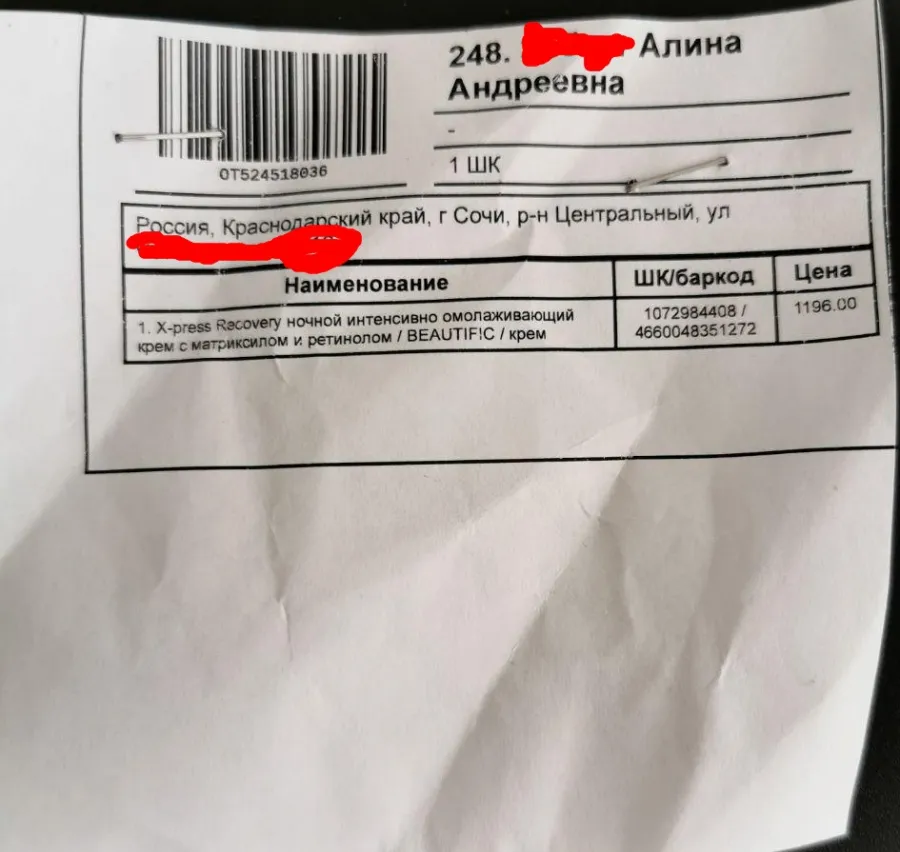 248. Алина
Андреевна
-
1 ШК
ОТ524518036
Россия, Краснодарский край, г Сочи, р-н Центральный, ул
Наименование ШК/баркод Цена
1. X-press Recovery ночной интенсивно омолаживающий 1072984408 / 1196.00
крем с матриксилом и ретинолом / BEAUTIF!C / крем 4660048351272